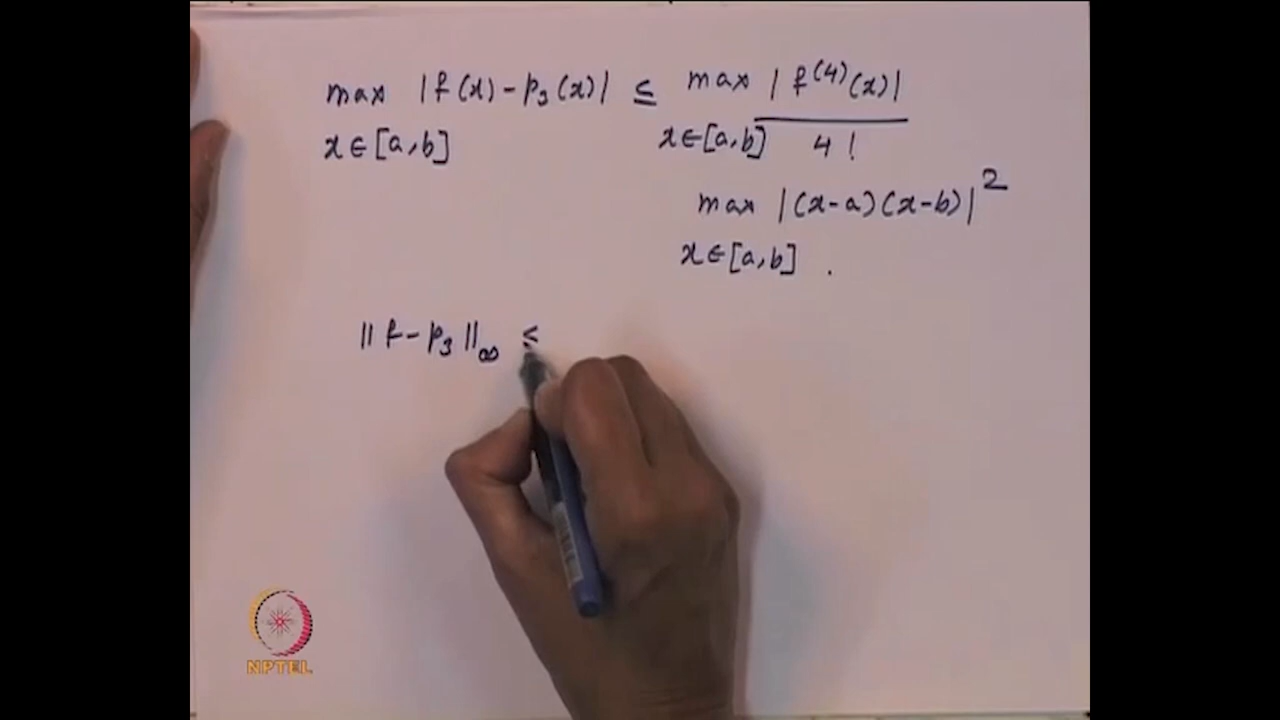 max |f(x) - p₃(x)| ≤ max |f⁽⁴⁾(x)|
x∈[a,b] x∈[a,b] 4!
max |(x-a)(x-b)|²
x∈[a,b] .
||f - p₃||∞ ≤
NPTEL